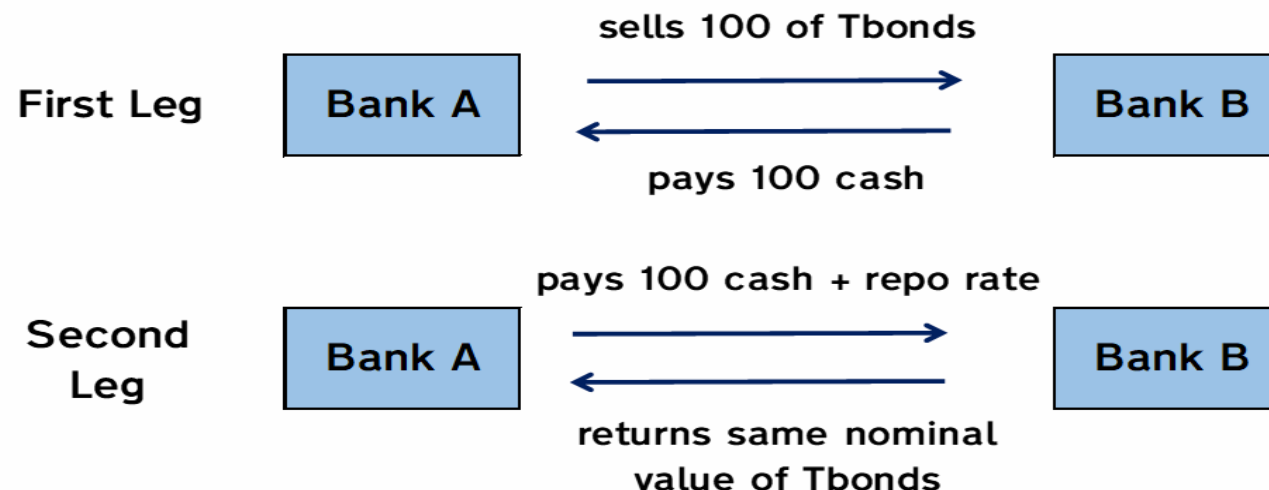 sells 100 of Tbonds
First Leg
Bank A
Bank B
pays 100 cash
pays 100 cash + repo rate
Second
Leg
Bank A
Bank B
returns same nominal
value of Tbonds